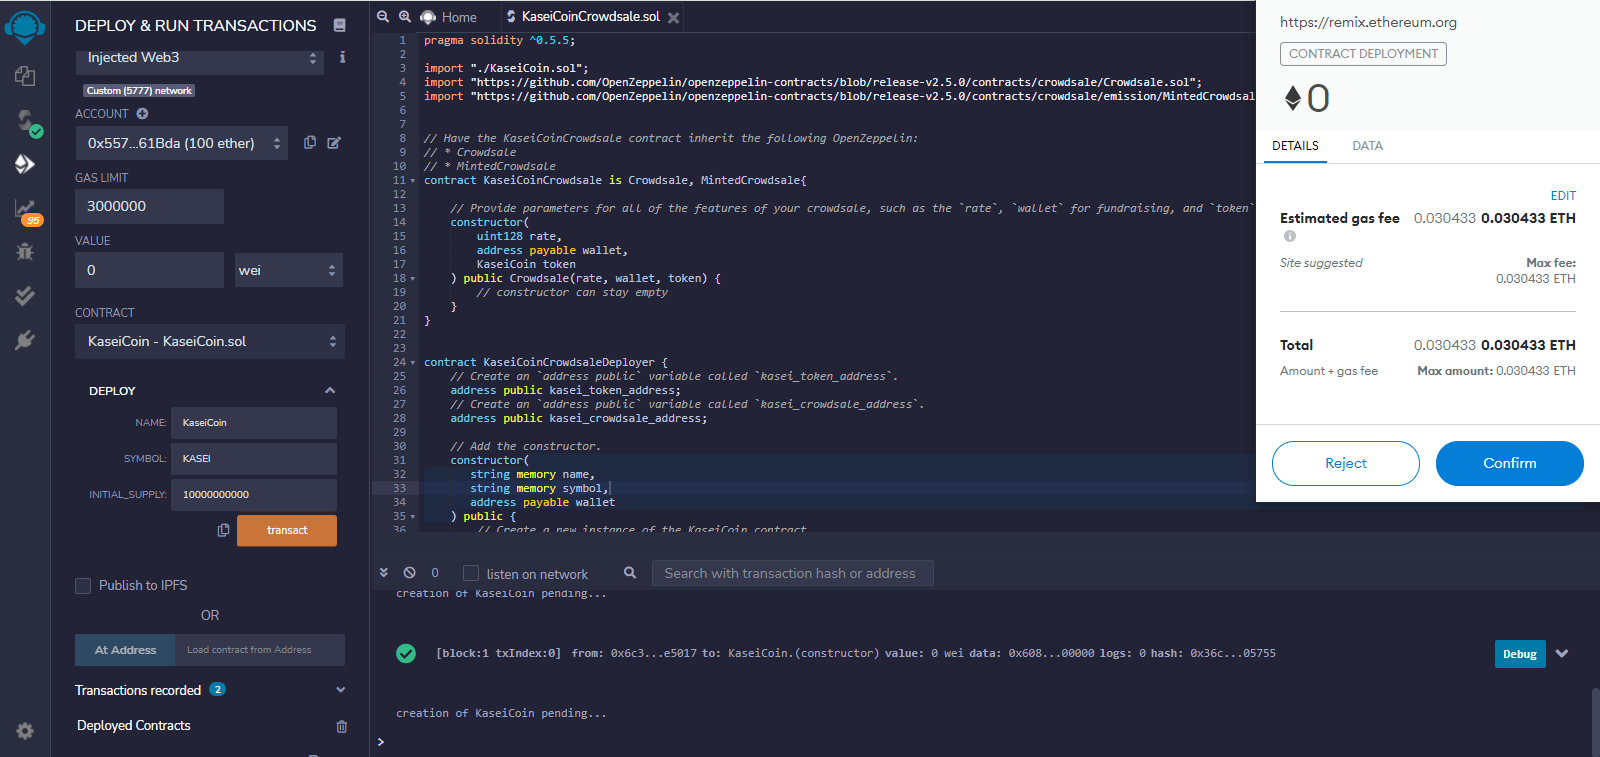 DEPLOY & RUN TRANSACTIONS
Injected Web3
Custom (5777) network
ACCOUNT
0x557...61Bda (100 ether)
GAS LIMIT
3000000
VALUE
0
wei
CONTRACT
KaseiCoin - KaseiCoin.sol
DEPLOY
NAME: KaseiCoin
SYMBOL: KASEI
INITIAL_SUPPLY: 10000000000
transact
Publish to IPFS
OR
At Address Load contract from Address
Transactions recorded 2
Deployed Contracts
95
Home
KaseiCoinCrowdsale.sol
1 pragma solidity ^0.5.5;
2
3 import "./KaseiCoin.sol";
4 import "https://github.com/OpenZeppelin/openzeppelin-contracts/blob/release-v2.5.0/contracts/crowdsale/Crowdsale.sol";
5 import "https://github.com/OpenZeppelin/openzeppelin-contracts/blob/release-v2.5.0/contracts/crowdsale/emission/MintedCrowdsal
6
7
8 // Have the KaseiCoinCrowdsale contract inherit the following OpenZeppelin:
9 // * Crowdsale
10 // * MintedCrowdsale
11 contract KaseiCoinCrowdsale is Crowdsale, MintedCrowdsale{
12
13 // Provide parameters for all of the features of your crowdsale, such as the `rate`, `wallet` for fundraising, and `token`
14 constructor(
15 uint128 rate,
16 address payable wallet,
17 KaseiCoin token
18 ) public Crowdsale(rate, wallet, token) {
19 // constructor can stay empty
20 }
21 }
22
23
24 contract KaseiCoinCrowdsaleDeployer {
25 // Create an `address public` variable called `kasei_token_address`.
26 address public kasei_token_address;
27 // Create an `address public` variable called `kasei_crowdsale_address`.
28 address public kasei_crowdsale_address;
29
30 // Add the constructor.
31 constructor(
32 string memory name,
33 string memory symbol,
34 address payable wallet
35 ) public {
36 // Create a new instance of the KaseiCoin contract
0
listen on network
Search with transaction hash or address
creation of KaseiCoin pending...
[block:1 txIndex:0] from: 0x6c3...e5017 to: KaseiCoin.(constructor) value: 0 wei data: 0x608...00000 logs: 0 hash: 0x36c...05755
Debug
creation of KaseiCoin pending...
>
https://remix.ethereum.org
CONTRACT DEPLOYMENT
0
DETAILS
DATA
EDIT
Estimated gas fee 0.030433 0.030433 ETH
Site suggested
Max fee:
0.030433 ETH
Total 0.030433 0.030433 ETH
Amount + gas fee Max amount: 0.030433 ETH
Reject
Confirm